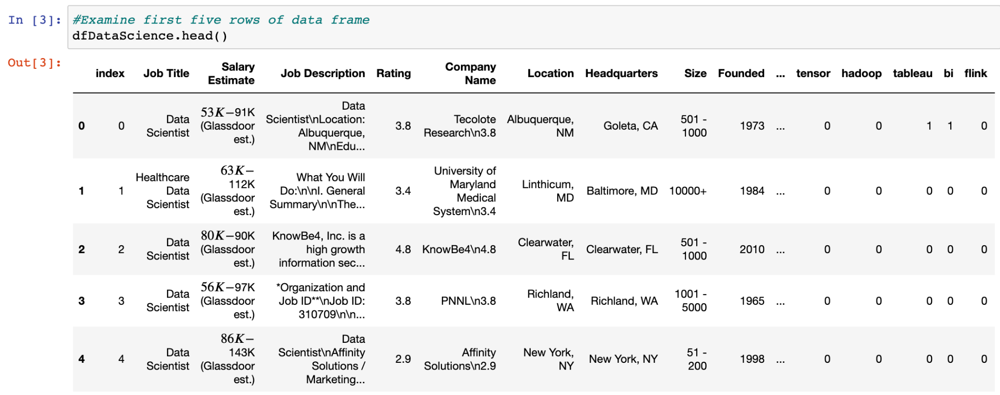 In [3]: #Examine first five rows of data frame
dfDataScience.head()
Out[3]:
index Job Title Salary Estimate Job Description Rating Company Name Location Headquarters Size Founded ... tensor hadoop tableau bi flink
0 0 Data Scientist 53K−91K (Glassdoor est.) Data Scientist\nLocation: Albuquerque, NM\nEdu... 3.8 Tecolote Research\n3.8 Albuquerque, NM Goleta, CA 501 - 1000 1973 ... 0 0 1 1 0
1 1 Healthcare Data Scientist 63K−112K (Glassdoor est.) What You Will Do:\n\nI. General Summary\n\nThe... 3.4 University of Maryland Medical System\n3.4 Linthicum, MD Baltimore, MD 10000+ 1984 ... 0 0 0 0 0
2 2 Data Scientist 80K−90K (Glassdoor est.) KnowBe4, Inc. is a high growth information sec... 4.8 KnowBe4\n4.8 Clearwater, FL Clearwater, FL 501 - 1000 2010 ... 0 0 0 0 0
3 3 Data Scientist 56K−97K (Glassdoor est.) *Organization and Job ID**\nJob ID: 310709\n\n... 3.8 PNNL\n3.8 Richland, WA Richland, WA 1001 - 5000 1965 ... 0 0 0 0 0
4 4 Data Scientist 86K−143K (Glassdoor est.) Data Scientist\nAffinity Solutions / Marketing... 2.9 Affinity Solutions\n2.9 New York, NY New York, NY 51 - 200 1998 ... 0 0 0 0 0